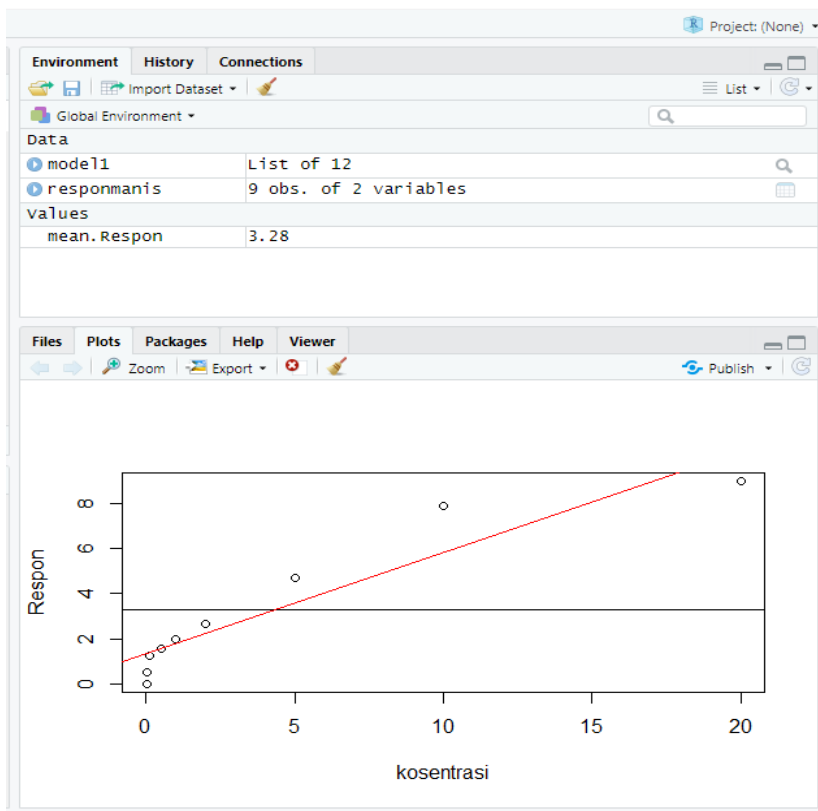 Project: (None)
Environment History Connections
Import Dataset List
Global Environment
Data
model1 List of 12
responmanis 9 obs. of 2 variables
Values
mean.Respon 3.28
Files Plots Packages Help Viewer
Zoom Export Publish
8
6
4
2
0
Respon
0 5 10 15 20
kosentrasi